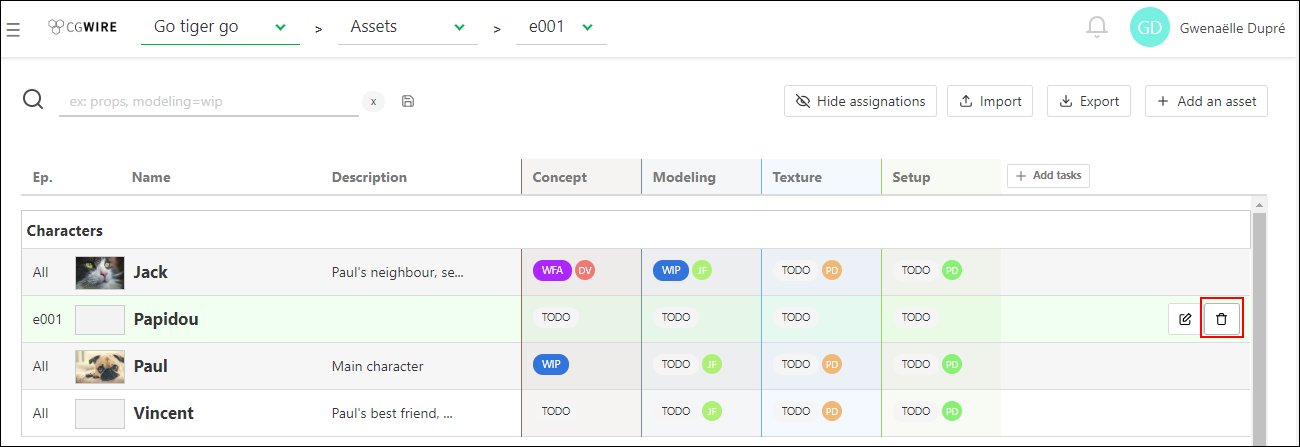 CGWIRE Go tiger go > Assets > e001 GD Gwenaëlle Dupré
ex: props, modeling=wip x Hide assignations Import Export + Add an asset
Ep. Name Description Concept Modeling Texture Setup + Add tasks
Characters
All Jack Paul's neighbour, se... WFA DV WIP JF TODO PD TODO PD
e001 Papidou TODO TODO TODO TODO
All Paul Main character WIP TODO JF TODO PD TODO PD
All Vincent Paul's best friend, ... TODO TODO JF TODO PD TODO PD